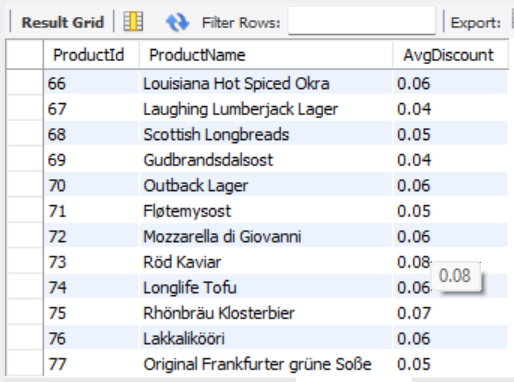 Result Grid Filter Rows: Export:
ProductId ProductName AvgDiscount
66 Louisiana Hot Spiced Okra 0.06
67 Laughing Lumberjack Lager 0.04
68 Scottish Longbreads 0.05
69 Gudbrandsdalsost 0.04
70 Outback Lager 0.06
71 Fløtemysost 0.05
72 Mozzarella di Giovanni 0.06
73 Röd Kaviar 0.08
0.08
74 Longlife Tofu 0.06
75 Rhönbräu Klosterbier 0.07
76 Lakkalikööri 0.06
77 Original Frankfurter grüne Soße 0.05